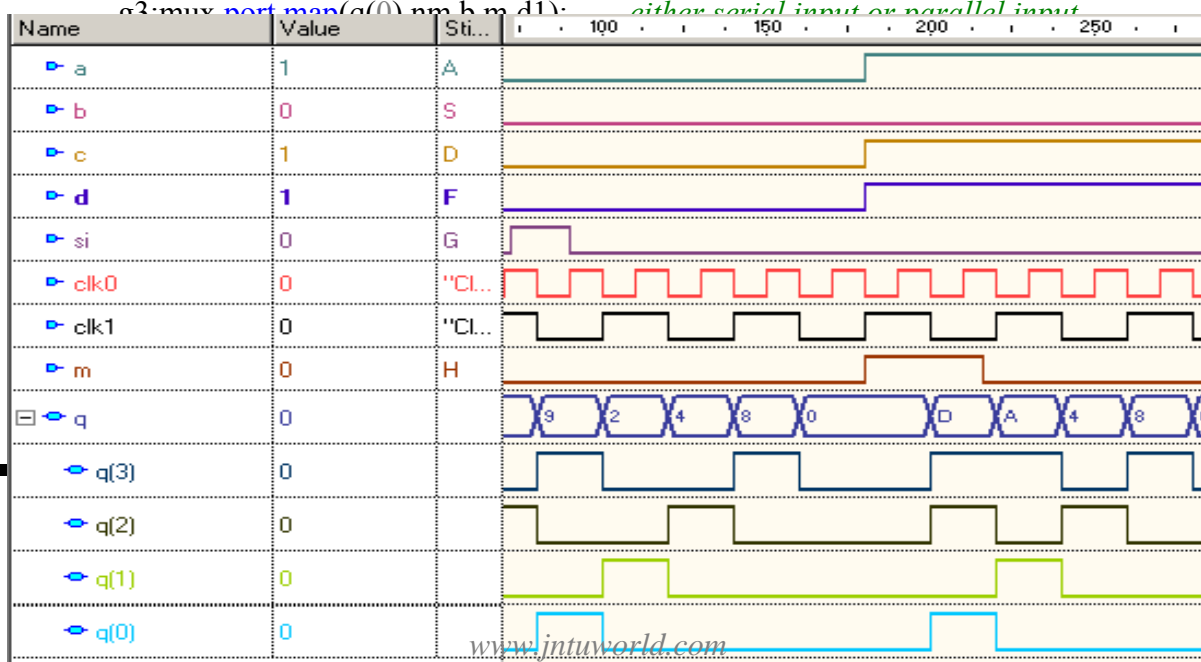 g3:mux port map(q(0),nm,b,m,d1); either serial input or parallel input
Name Value Sti... 100 150 200 250
a 1 A
b 0 S
c 1 D
d 1 F
si 0 G
clk0 0 "Cl...
clk1 0 "Cl...
m 0 H
q 0 9 2 4 8 0 D A 4 8
q(3) 0
q(2) 0
q(1) 0
q(0) 0
www.jntuworld.com